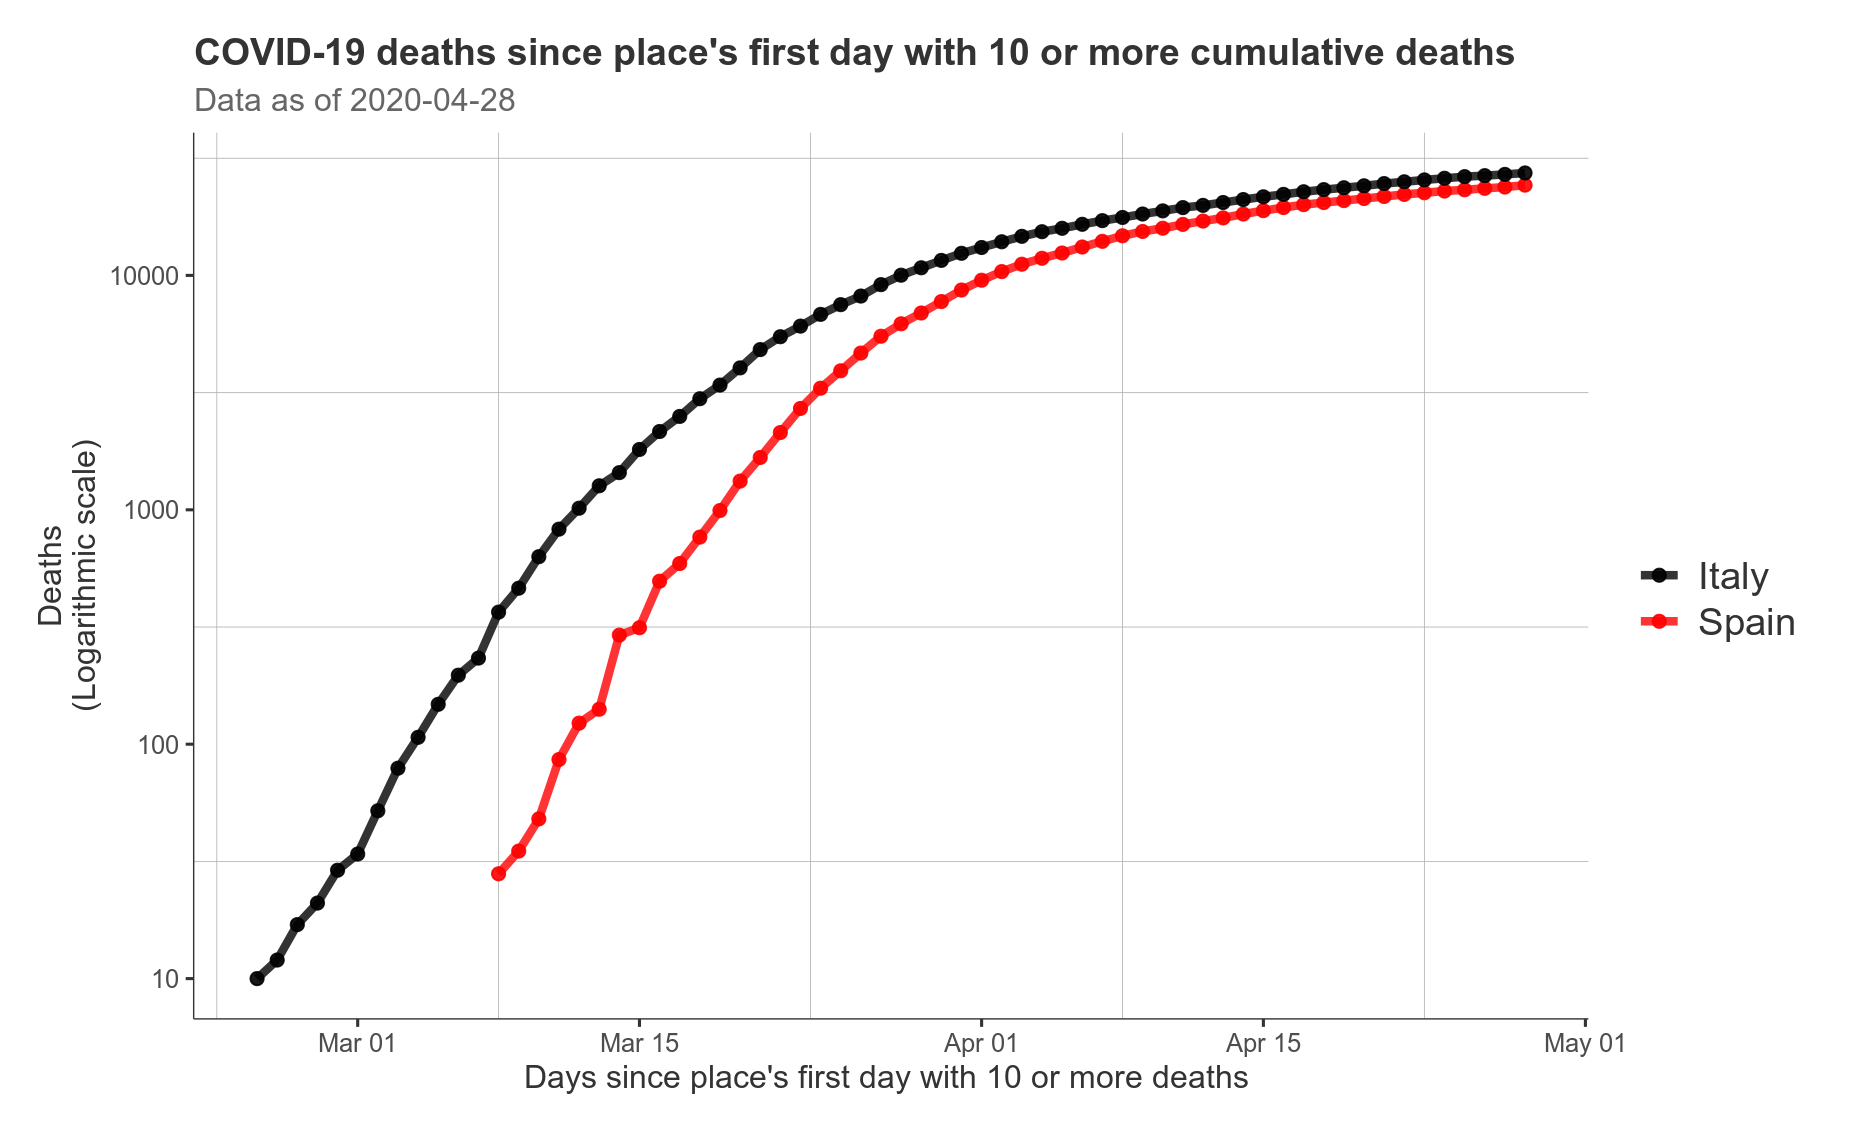 COVID-19 deaths since place's first day with 10 or more cumulative deaths
Data as of 2020-04-28
Deaths
(Logarithmic scale)
10000
1000
100
10
Mar 01
Mar 15
Apr 01
Apr 15
May 01
Days since place's first day with 10 or more deaths
Italy
Spain